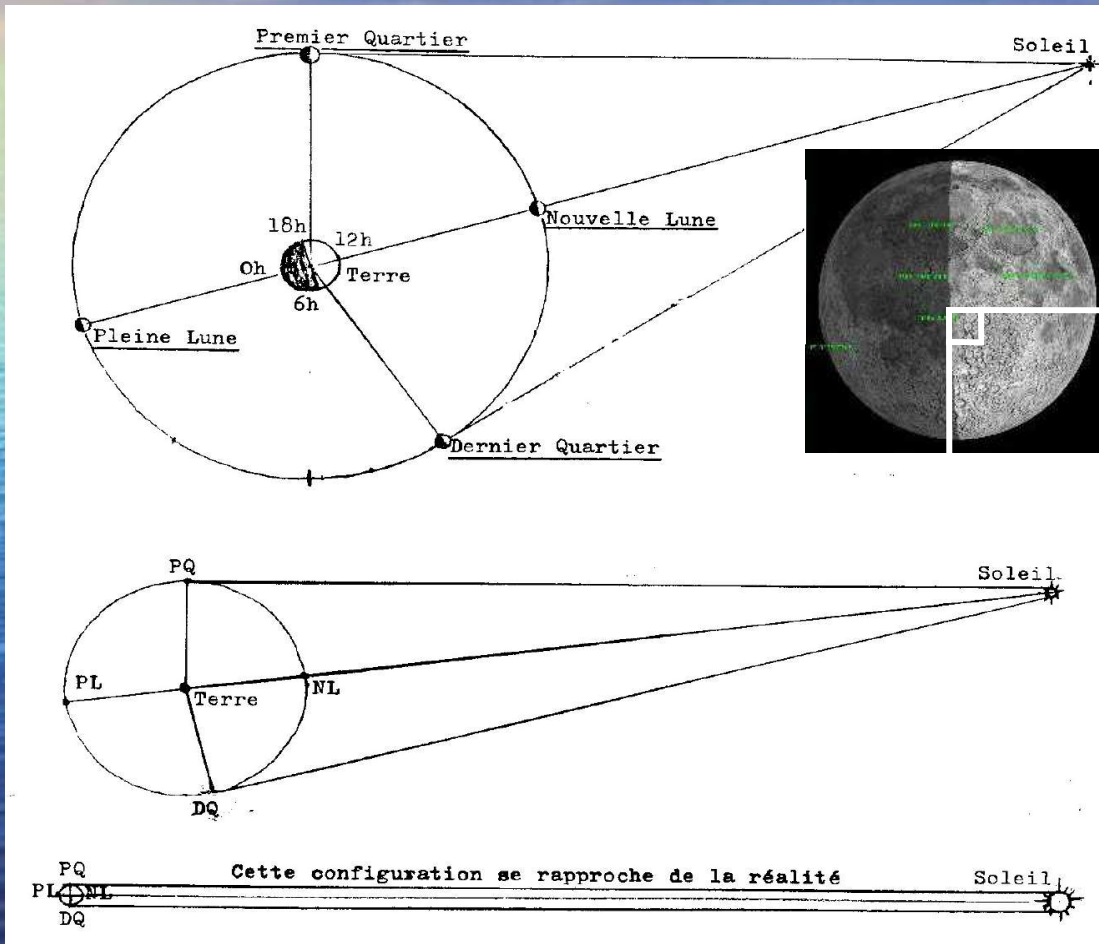 Premier Quartier
Soleil
Nouvelle Lune
18h
12h
0h
Terre
6h
Pleine Lune
Dernier Quartier
PQ
Soleil
PL
Terre
NL
DQ
PQ
Cette configuration se rapproche de la réalité
Soleil
PL
NL
DQ